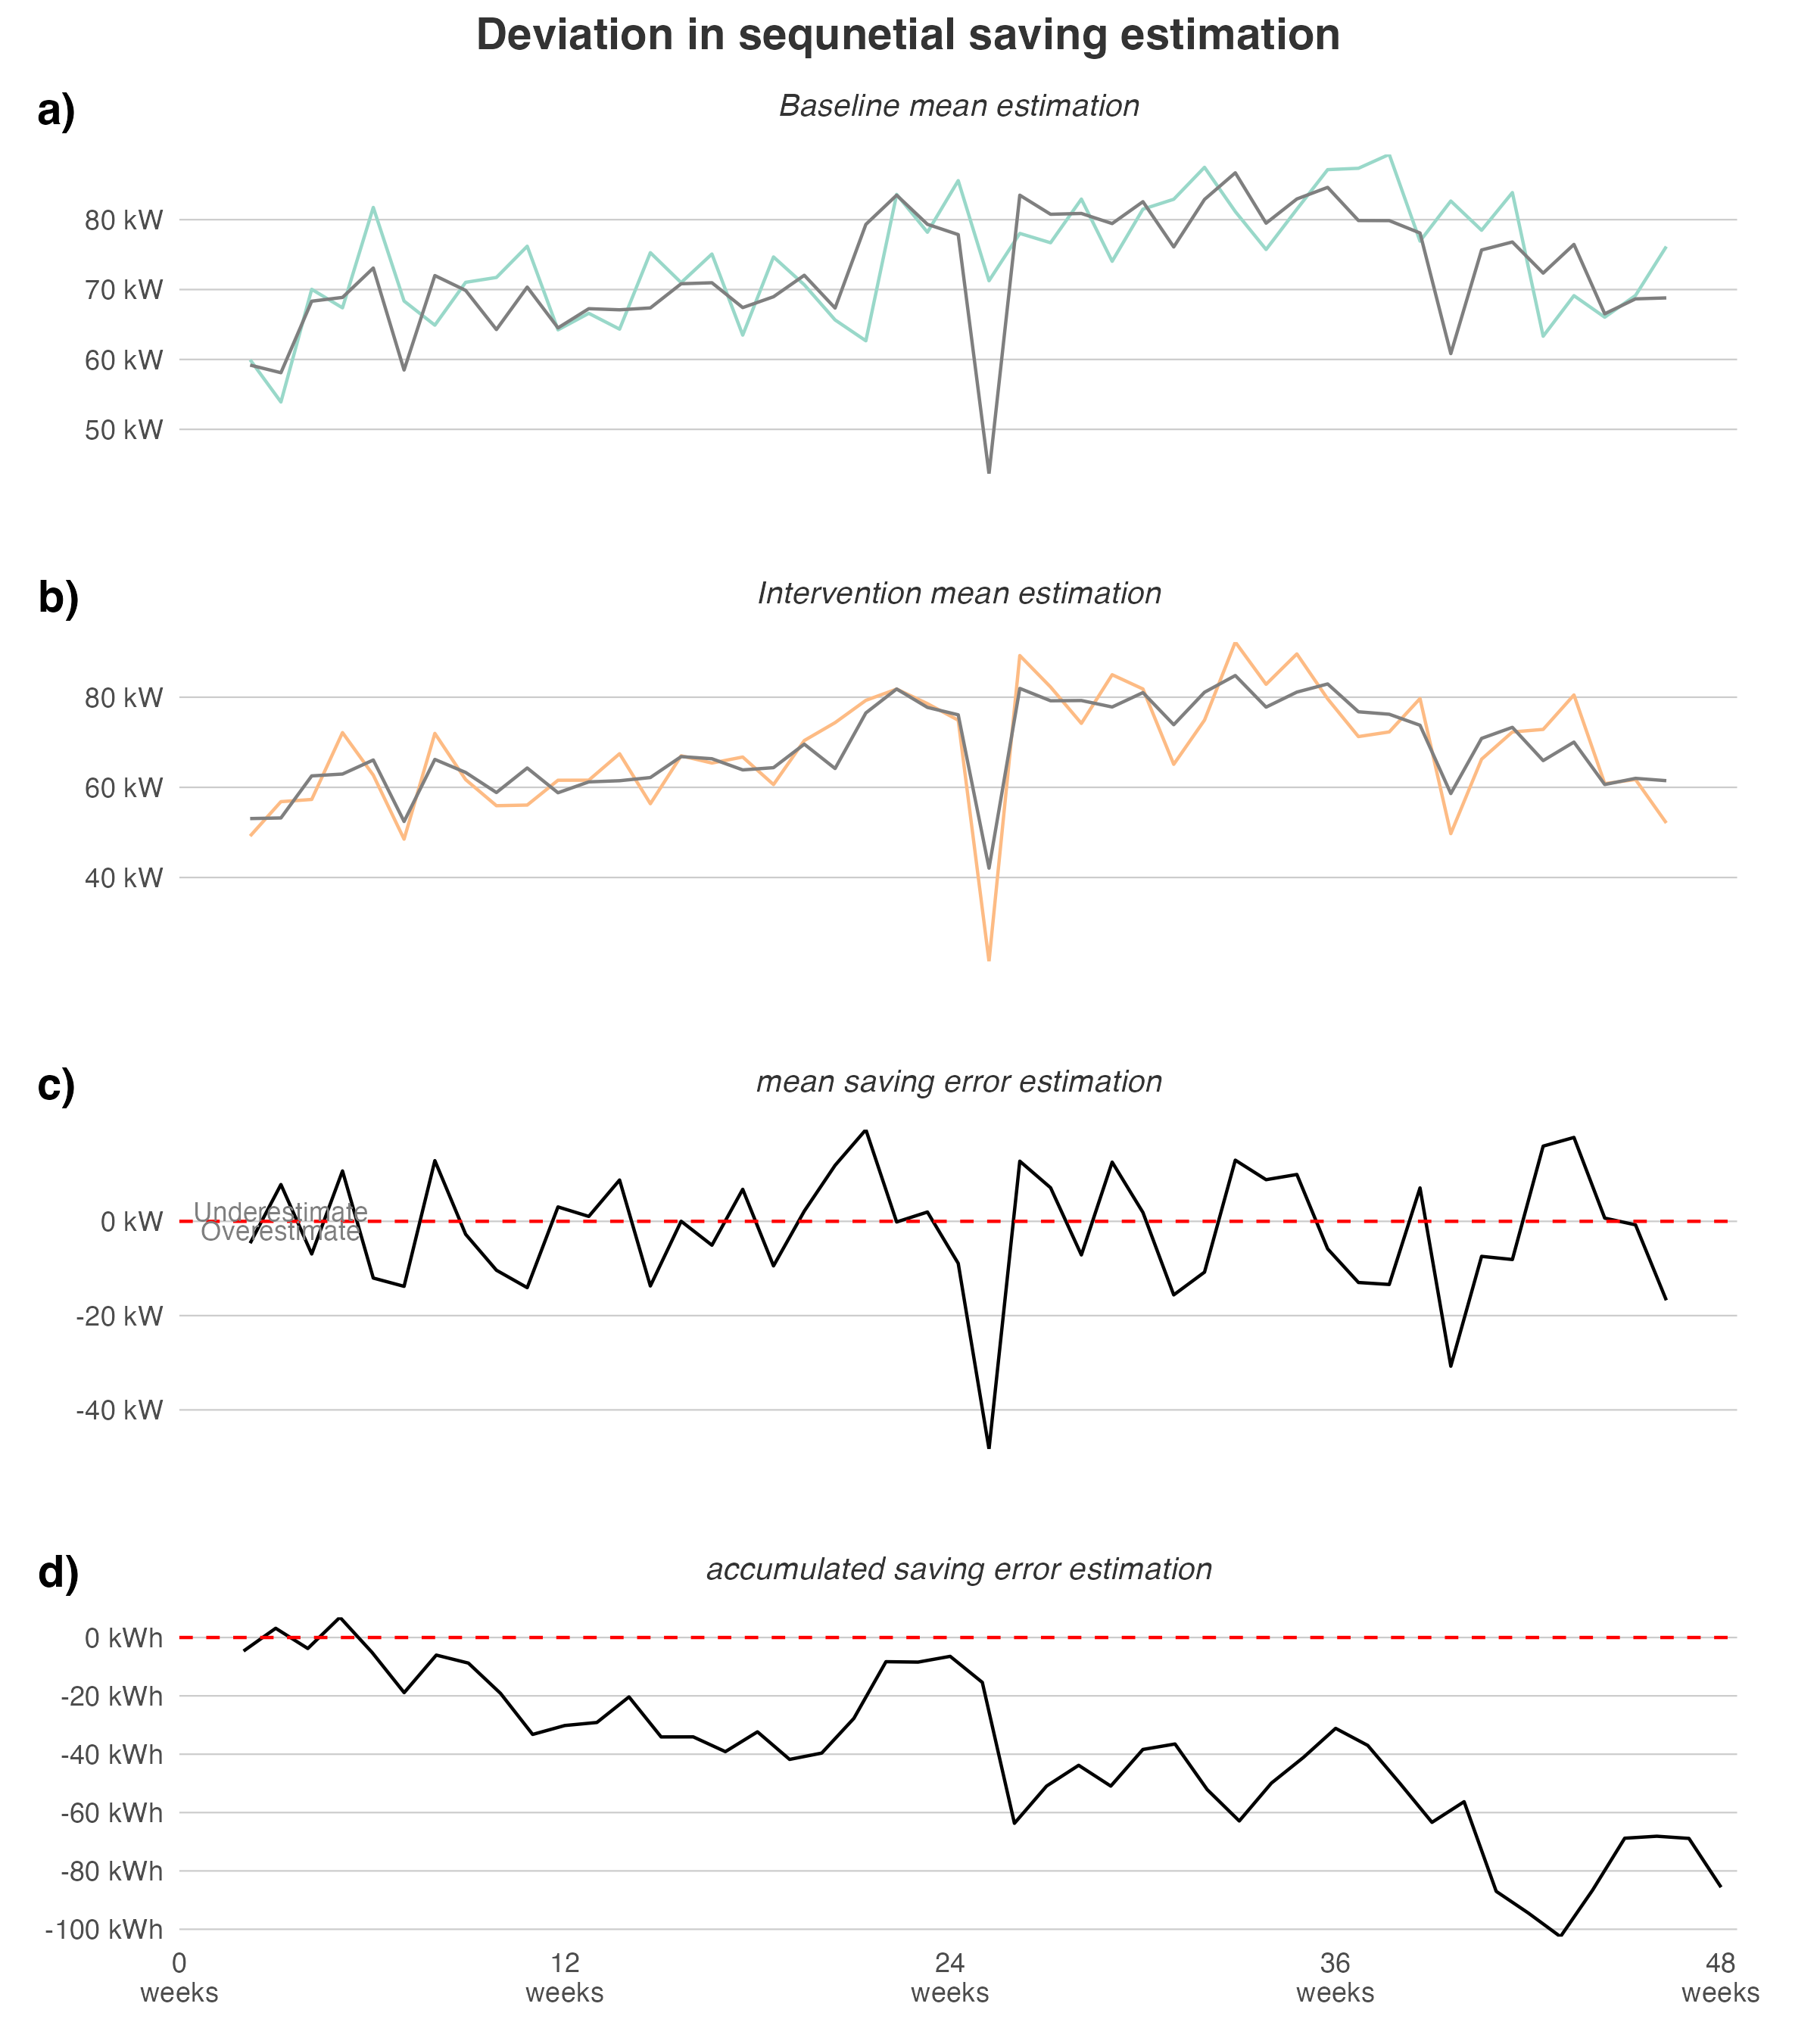 Deviation in sequnetial saving estimation
a)
Baseline mean estimation
80 kW
70 kW
60 kW
50 kW
b)
Intervention mean estimation
80 kW
60 kW
40 kW
c)
mean saving error estimation
Underestimate
0 kW
Overestimate
-20 kW
-40 kW
d)
accumulated saving error estimation
0 kWh
-20 kWh
-40 kWh
-60 kWh
-80 kWh
-100 kWh
0 12 24 36 48
weeks weeks weeks weeks weeks